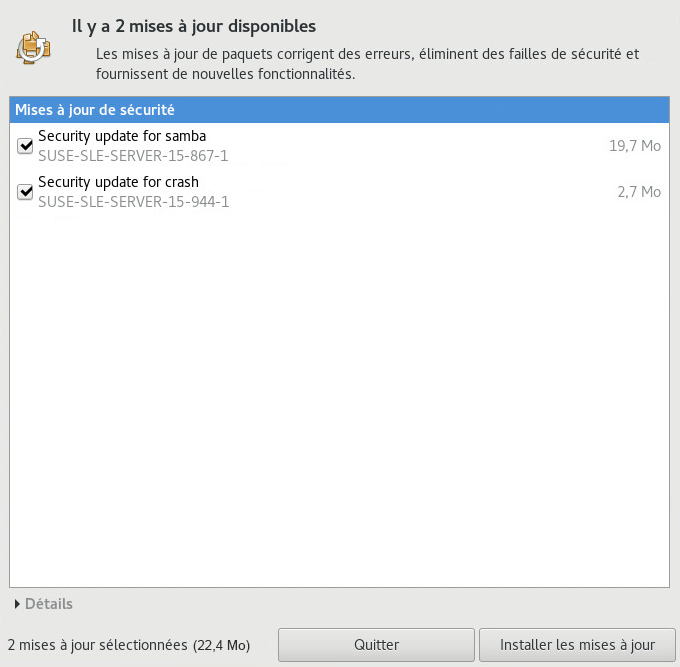 Il y a 2 mises à jour disponibles
Les mises à jour de paquets corrigent des erreurs, éliminent des failles de sécurité et
fournissent de nouvelles fonctionnalités.
Mises à jour de sécurité
Security update for samba
SUSE-SLE-SERVER-15-867-1
19,7 Mo
Security update for crash
SUSE-SLE-SERVER-15-944-1
2,7 Mo
Détails
2 mises à jour sélectionnées (22,4 Mo)
Quitter
Installer les mises à jour